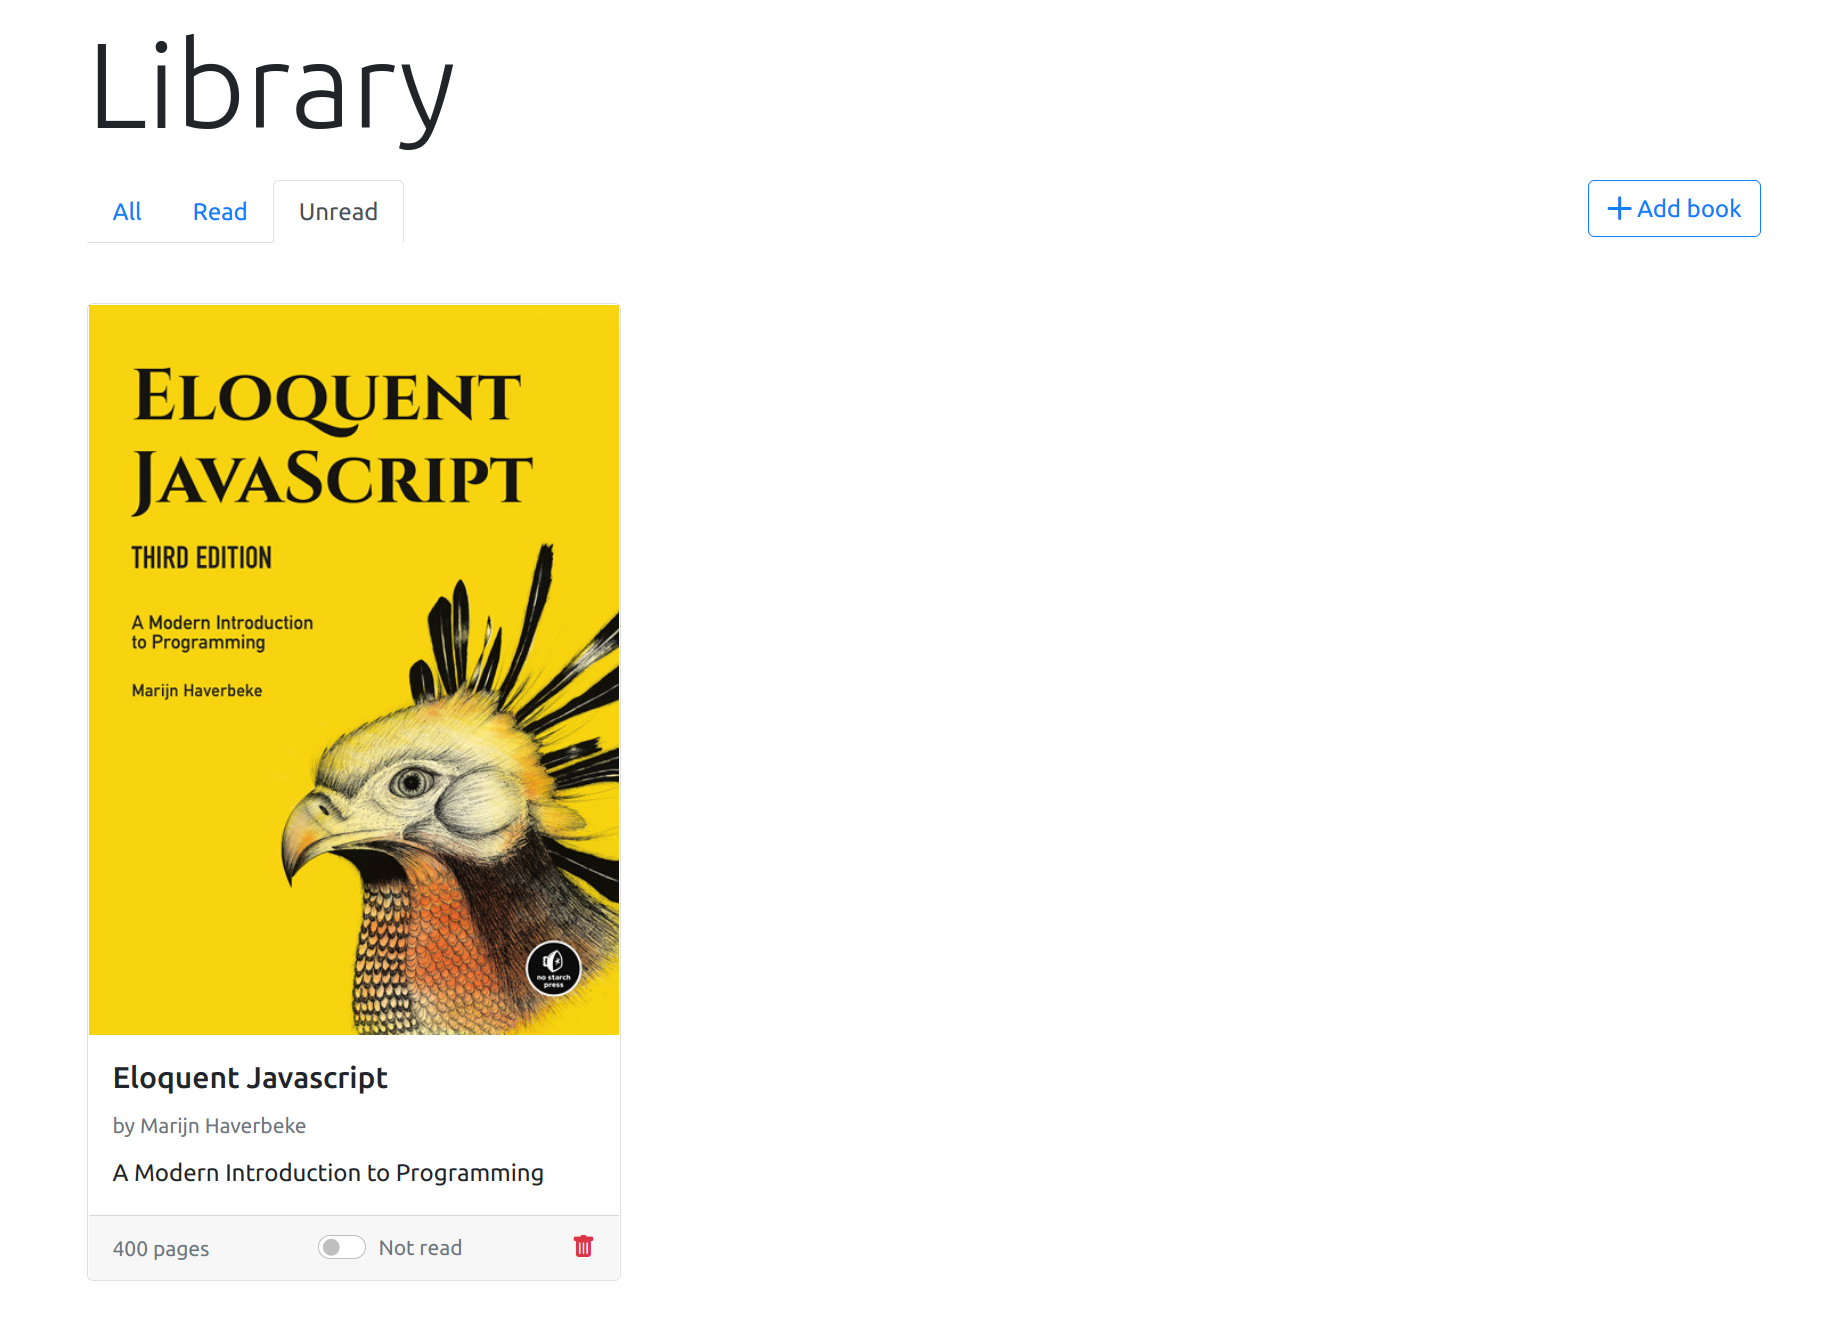 Library
All
Read
Unread
Add book
ELOQUENT
JAVASCRIPT
THIRD EDITION
A Modern Introduction
to Programming
Marijn Haverbeke
no starch
press
Eloquent Javascript
by Marijn Haverbeke
A Modern Introduction to Programming
400 pages
Not read